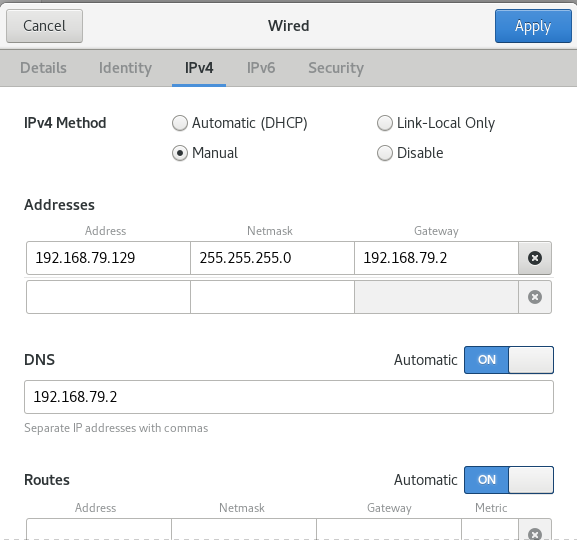 Cancel Wired Apply
Details Identity IPv4 IPv6 Security
IPv4 Method Automatic (DHCP) Link-Local Only
Manual Disable
Addresses
Address Netmask Gateway
192.168.79.129 255.255.255.0 192.168.79.2
DNS Automatic ON
192.168.79.2
Separate IP addresses with commas
Routes Automatic ON
Address Netmask Gateway Metric